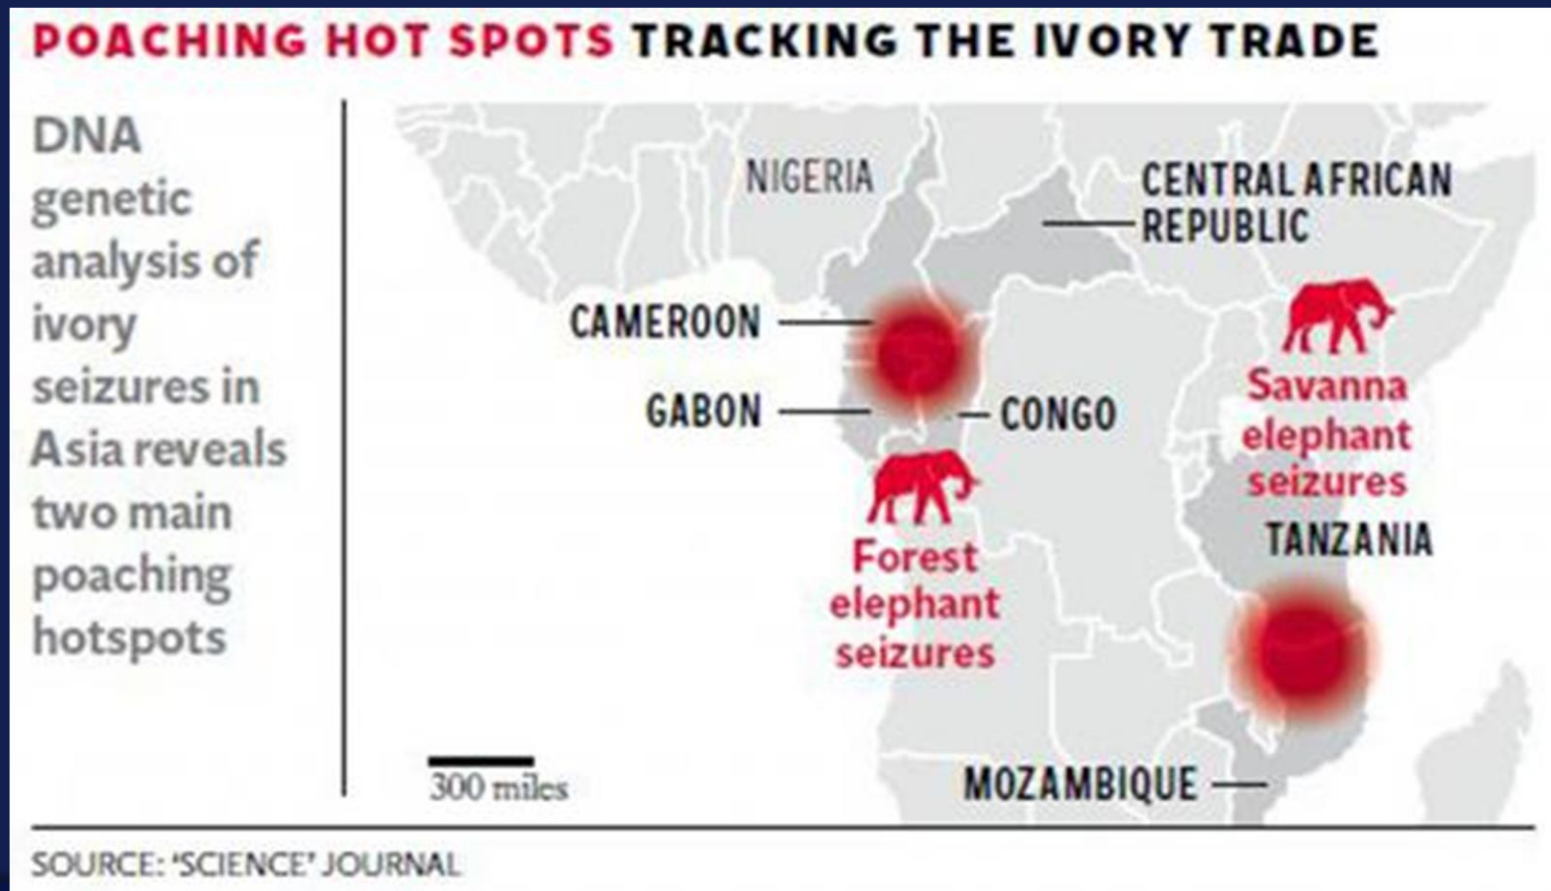 POACHING HOT SPOTS TRACKING THE IVORY TRADE
DNA
genetic
analysis of
ivory
seizures in
Asia reveals
two main
poaching
hotspots
NIGERIA
CENTRAL AFRICAN
REPUBLIC
CAMEROON
GABON
CONGO
Savanna
elephant
seizures
TANZANIA
Forest
elephant
seizures
MOZAMBIQUE
300 miles
SOURCE: ‘SCIENCE’ JOURNAL